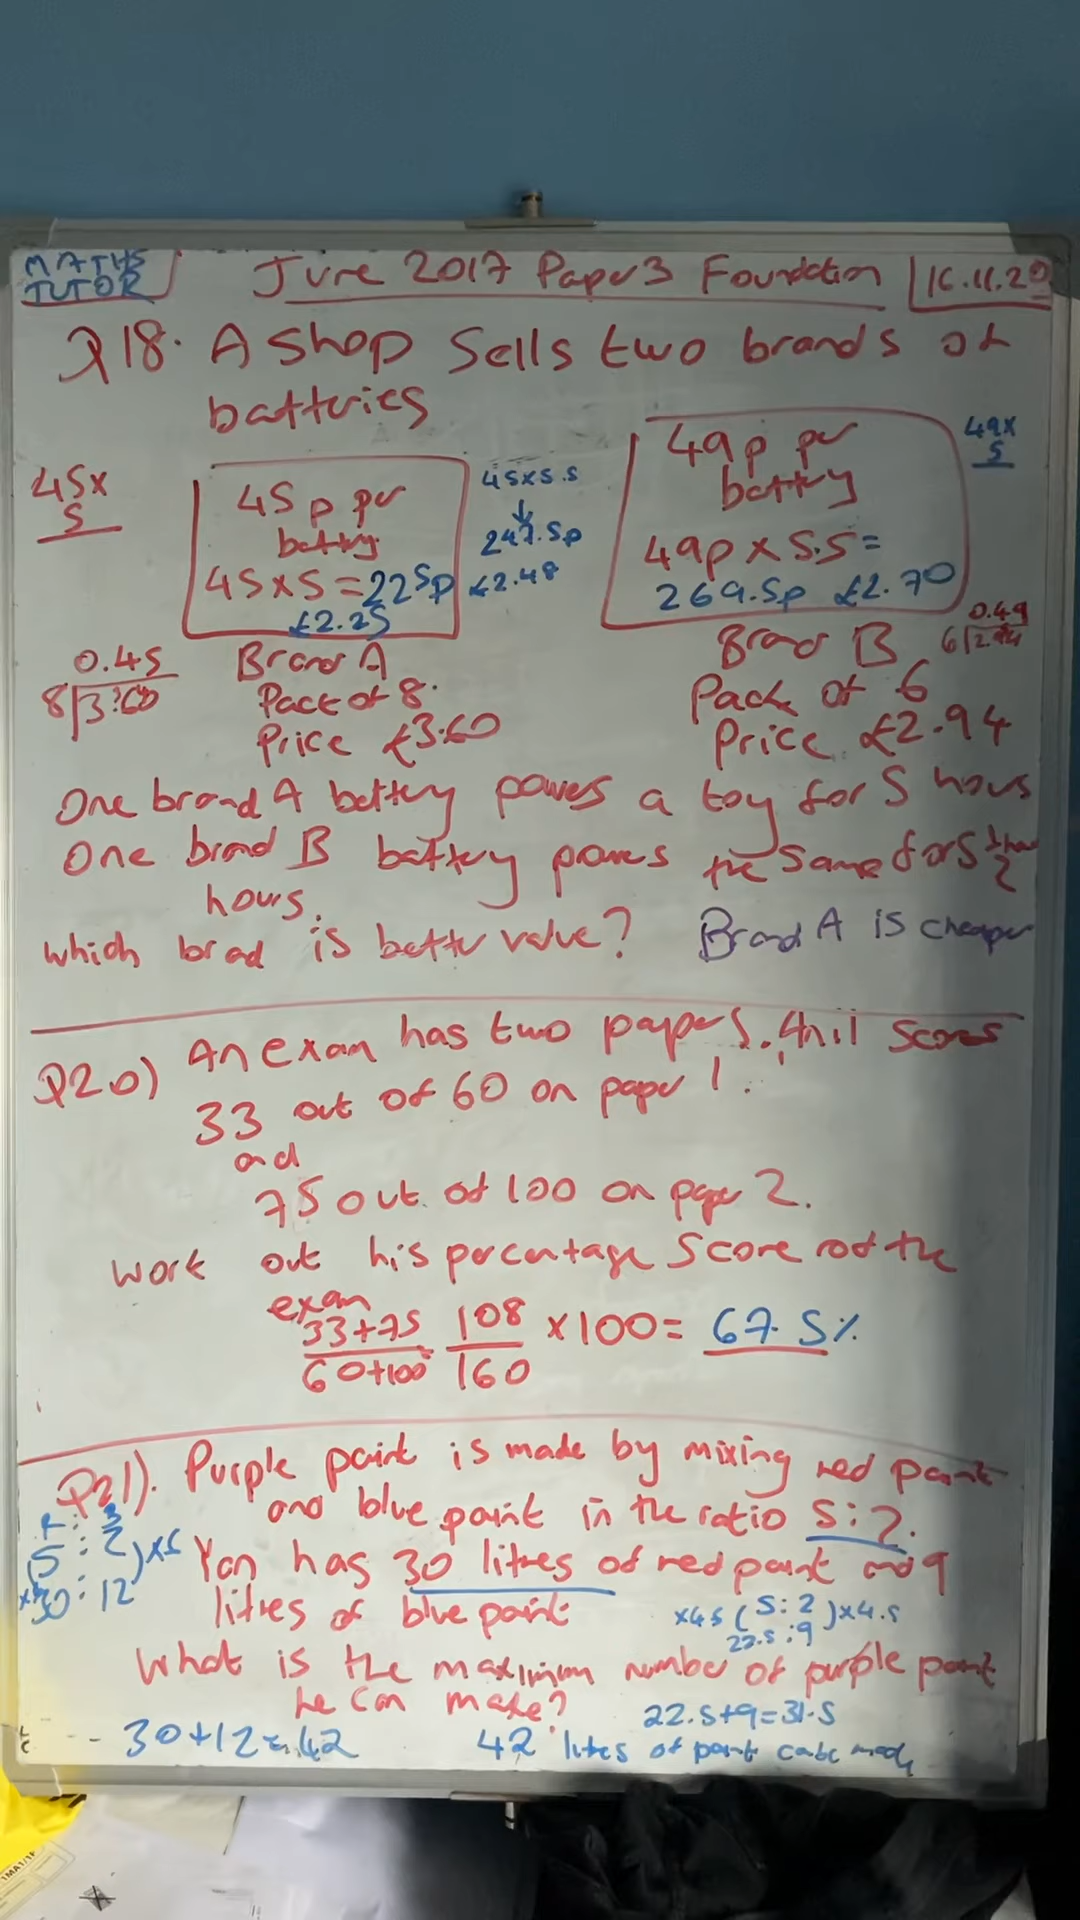 MATHS
TUTOR
June 2017 Paper 3 Foundation
16.11.20
Q18. A shop sells two brands of
batteries
45x
5
45p per
battery
45x5=225p
£2.25
45x5.5
↓
247.5p
£2.48
49p per
battery
49p x 5.5=
269.5p £2.70
49x
5
0.45
8)3.60
Brand A
Pack of 8.
Price £3.60
Brand B
Pack of 6
Price £2.94
0.49
6)2.94
One brand A battery powers a toy for 5 hours
One brand B battery powers the same for 5 1/2 hours
hours.
Which brad is better value? Brand A is cheaper
Q20) An exam has two papers. Anil scores
33 out of 60 on paper 1.
and
75 out of 100 on paper 2.
Work out his percentage score for the
exam
33+75
60+100
=
108
160
x100= 67.5%
Q21). Purple paint is made by mixing red paint
and blue paint in the ratio 5:2.
5 : 2 ) x6
30 : 12
Yan has 30 litres of red paint and 9
litres of blue paint
x4.5 ( 5:2 ) x4.5
22.5:9
What is the maximum number of purple paint
he can make?
22.5+9=31.5
30+12=42
42 litres of paint
1MA1/1F